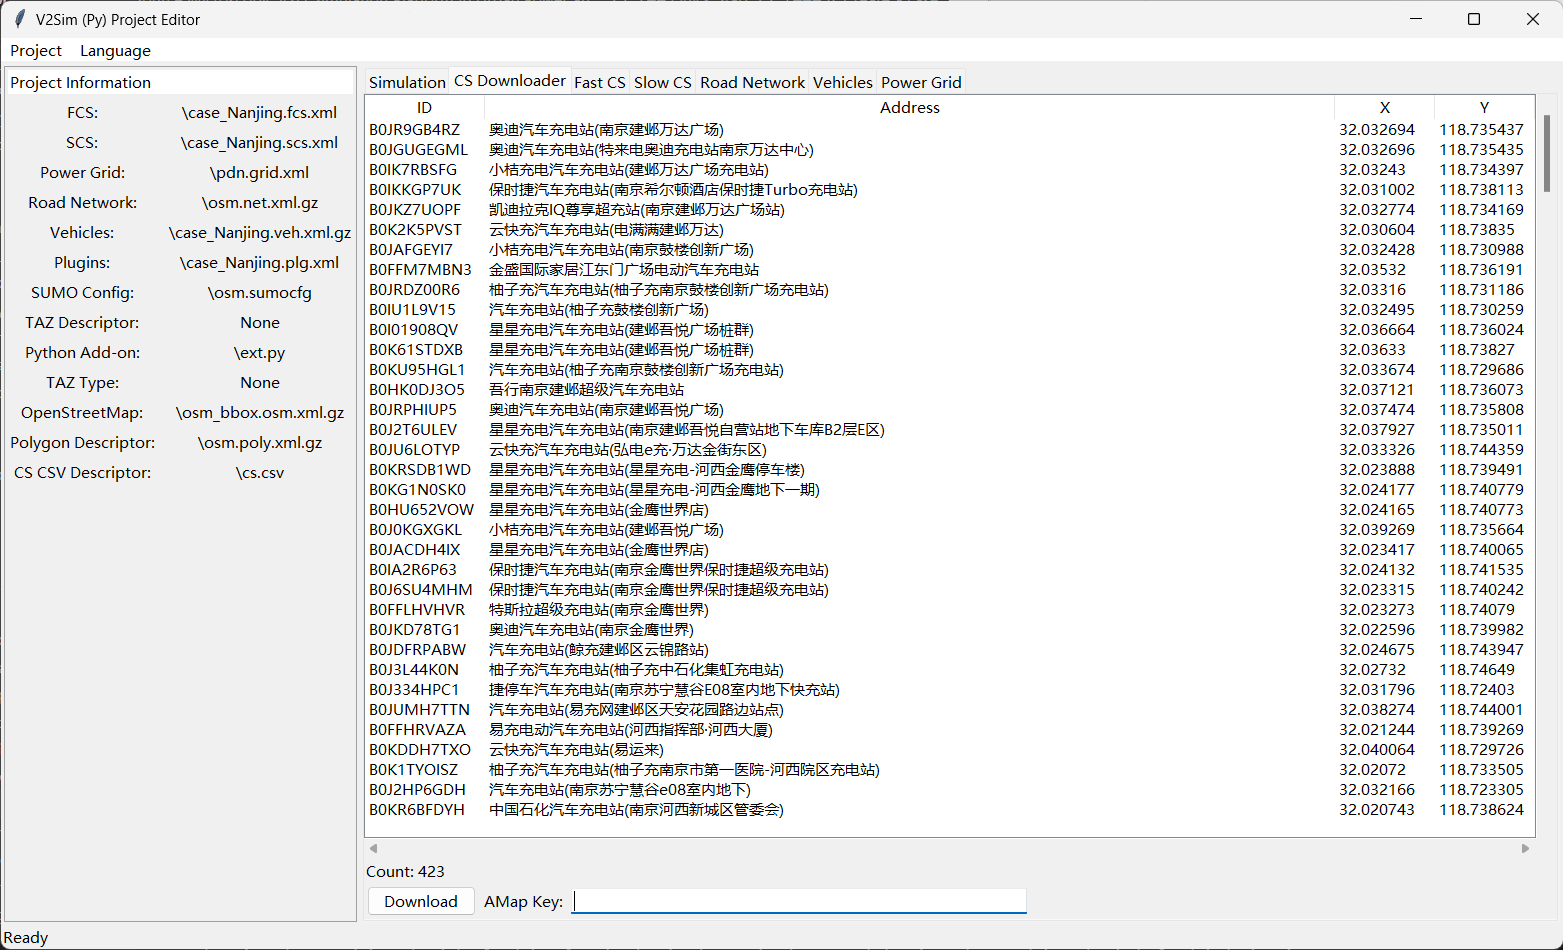 V2Sim (Py) Project Editor
Project Language
Project Information
FCS: \case_Nanjing.fcs.xml
SCS: \case_Nanjing.scs.xml
Power Grid: \pdn.grid.xml
Road Network: \osm.net.xml.gz
Vehicles: \case_Nanjing.veh.xml.gz
Plugins: \case_Nanjing.plg.xml
SUMO Config: \osm.sumocfg
TAZ Descriptor: None
Python Add-on: \ext.py
TAZ Type: None
OpenStreetMap: \osm_bbox.osm.xml.gz
Polygon Descriptor: \osm.poly.xml.gz
CS CSV Descriptor: \cs.csv
Simulation CS Downloader Fast CS Slow CS Road Network Vehicles Power Grid
ID Address X Y
B0JR9GB4RZ 奥迪汽车充电站(南京建邺万达广场) 32.032694 118.735437
B0JGUGEGML 奥迪汽车充电站(特来电奥迪充电站南京万达中心) 32.032696 118.735435
B0IK7RBSFG 小桔充电汽车充电站(建邺万达广场充电站) 32.03243 118.734397
B0IKKGP7UK 保时捷汽车充电站(南京希尔顿酒店保时捷Turbo充电站) 32.031002 118.738113
B0JKZ7UOPF 凯迪拉克IQ尊享超充站(南京建邺万达广场站) 32.032774 118.734169
B0K2K5PVST 云快充汽车充电站(电满满建邺万达) 32.030604 118.73835
B0JAFGEYI7 小桔充电汽车充电站(南京鼓楼创新广场) 32.032428 118.730988
B0FFM7MBN3 金盛国际家居江东门广场电动汽车充电站 32.03532 118.736191
B0JRDZ00R6 柚子充汽车充电站(柚子充南京鼓楼创新广场充电站) 32.03316 118.731186
B0IU1L9V15 汽车充电站(柚子充鼓楼创新广场) 32.032495 118.730259
B0I01908QV 星星充电汽车充电站(建邺吾悦广场桩群) 32.036664 118.736024
B0K61STDXB 星星充电汽车充电站(建邺吾悦广场桩群) 32.03633 118.73827
B0KU95HGL1 汽车充电站(柚子充南京鼓楼创新广场充电站) 32.033674 118.729686
B0HK0DJ3O5 吾行南京建邺超级汽车充电站 32.037121 118.736073
B0JRPHIUP5 奥迪汽车充电站(南京建邺吾悦广场) 32.037474 118.735808
B0J2T6ULEV 星星充电汽车充电站(南京建邺吾悦自营站地下车库B2层E区) 32.037927 118.735011
B0JU6LOTYP 云快充汽车充电站(弘电e充·万达金街东区) 32.033326 118.744359
B0KRSDB1WD 星星充电汽车充电站(星星充电-河西金鹰停车楼) 32.023888 118.739491
B0KG1N0SK0 星星充电汽车充电站(星星充电-河西金鹰地下一期) 32.024177 118.740779
B0HU652VOW 星星充电汽车充电站(金鹰世界店) 32.024165 118.740773
B0J0KGXGKL 小桔充电汽车充电站(建邺吾悦广场) 32.039269 118.735664
B0JACDH4IX 星星充电汽车充电站(金鹰世界店) 32.023417 118.740065
B0IA2R6P63 保时捷汽车充电站(南京金鹰世界保时捷超级充电站) 32.024132 118.741535
B0J6SU4MHM 保时捷汽车充电站(南京金鹰世界保时捷超级充电站) 32.023315 118.740242
B0FFLHVHVR 特斯拉超级充电站(南京金鹰世界) 32.023273 118.74079
B0JKD78TG1 奥迪汽车充电站(南京金鹰世界) 32.022596 118.739982
B0JDFRPABW 汽车充电站(鲸充建邺区云锦路站) 32.024675 118.743947
B0J3L44K0N 柚子充汽车充电站(柚子充中石化集虹充电站) 32.02732 118.74649
B0J334HPC1 捷停车汽车充电站(南京苏宁慧谷E08室内地下快充站) 32.031796 118.72403
B0JUMH7TTN 汽车充电站(易充网建邺区天安花园路边站点) 32.038274 118.744001
B0FFHRVAZA 易充电动汽车充电站(河西指挥部·河西大厦) 32.021244 118.739269
B0KDDH7TXO 云快充汽车充电站(易运来) 32.040064 118.729726
B0K1TYOISZ 柚子充汽车充电站(柚子充南京市第一医院-河西院区充电站) 32.02072 118.733505
B0J2HP6GDH 汽车充电站(南京苏宁慧谷e08室内地下) 32.032166 118.723305
B0KR6BFDYH 中国石化汽车充电站(南京河西新城区管委会) 32.020743 118.738624
Count: 423
Download AMap Key:
Ready